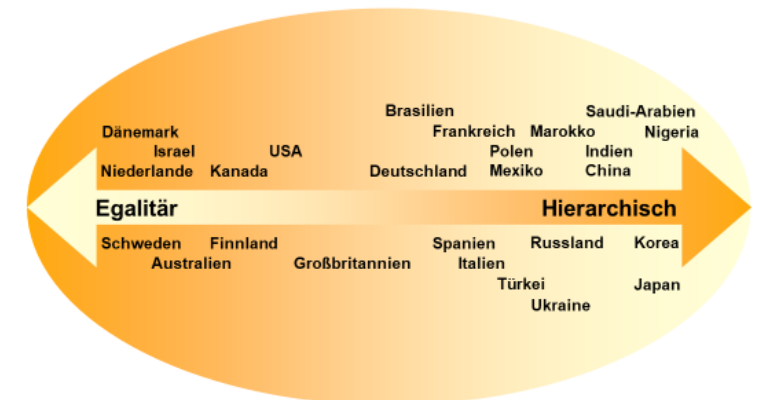 Brasilien Saudi-Arabien
Dänemark Frankreich Marokko Nigeria
Israel USA Polen Indien
Niederlande Kanada Deutschland Mexiko China
Egalitär Hierarchisch
Schweden Finnland Spanien Russland Korea
Australien Großbritannien Italien
Türkei Japan
Ukraine